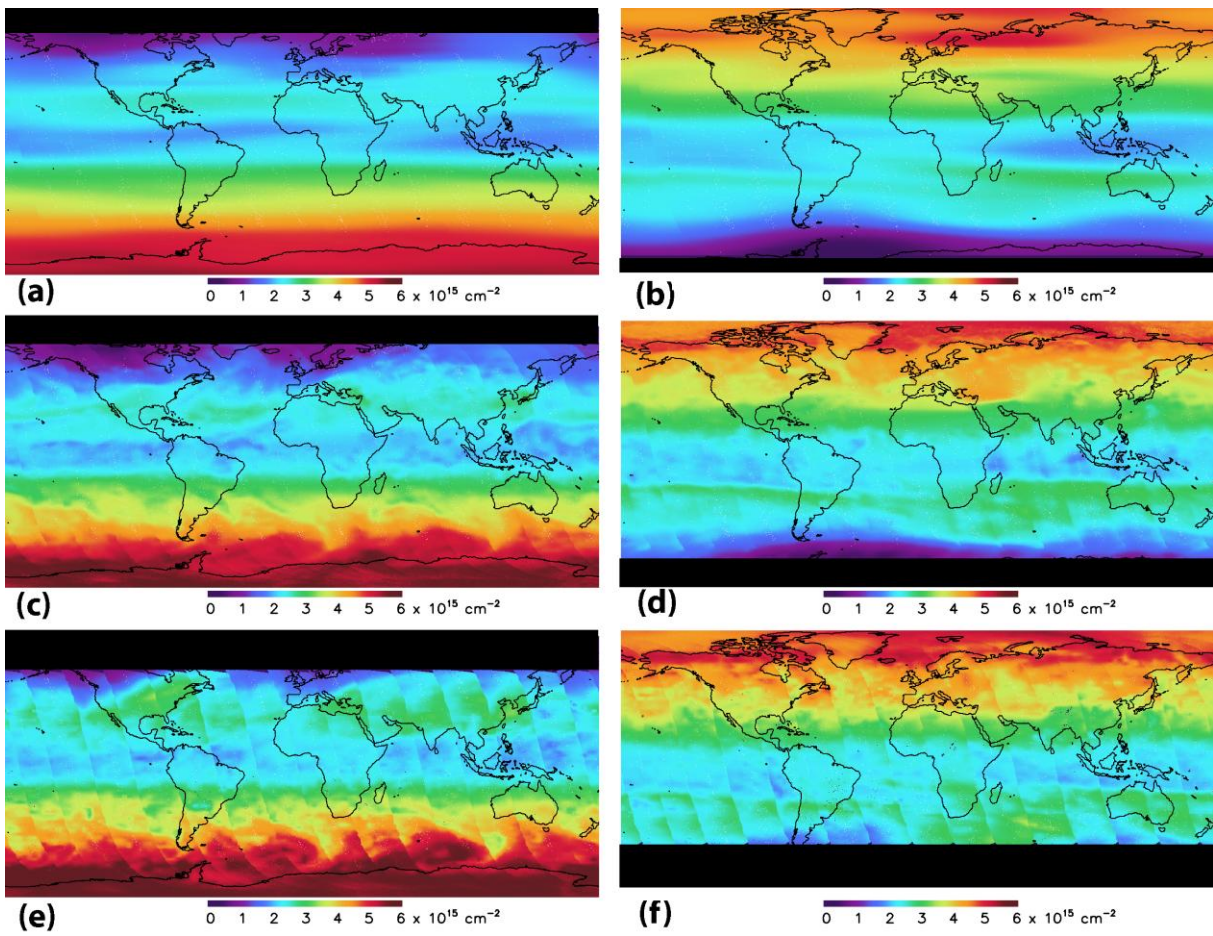 (a) 0 1 2 3 4 5 6 x 10¹⁵ cm⁻²
(b) 0 1 2 3 4 5 6 x 10¹⁵ cm⁻²
(c) 0 1 2 3 4 5 6 x 10¹⁵ cm⁻²
(d) 0 1 2 3 4 5 6 x 10¹⁵ cm⁻²
(e) 0 1 2 3 4 5 6 x 10¹⁵ cm⁻²
(f) 0 1 2 3 4 5 6 x 10¹⁵ cm⁻²